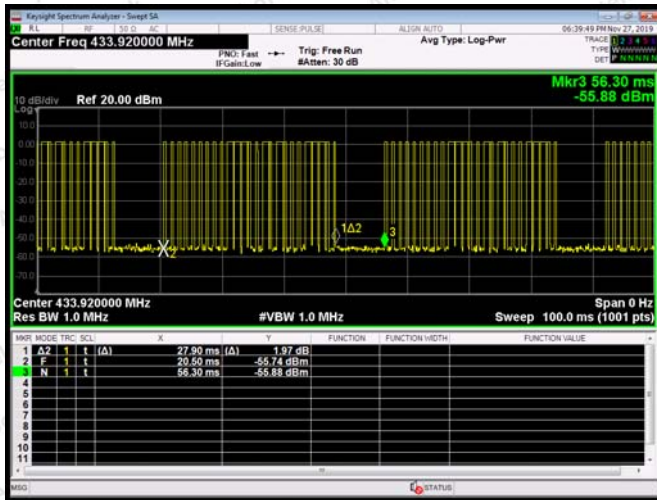 Keysight Spectrum Analyzer - Swept SA
RL RF 50 Ω AC SENSE:PULSE ALIGN AUTO 06:39:49 PM Nov 27, 2019
Center Freq 433.920000 MHz Avg Type: Log-Pwr TRACE 1 2 3 4 5 6
PNO: Fast Trig: Free Run TYPE
IFGain:Low #Atten: 30 dB DET P N N N N N
Mkr3 56.30 ms
10 dB/div Ref 20.00 dBm -55.88 dBm
Log
10.0
0.00
-10.0
-20.0
-30.0
-40.0
1Δ2
3
-50.0
X2
-60.0
-70.0
Center 433.920000 MHz Span 0 Hz
Res BW 1.0 MHz #VBW 1.0 MHz Sweep 100.0 ms (1001 pts)
MKR MODE TRC SCL X Y FUNCTION FUNCTION WIDTH FUNCTION VALUE
1 Δ2 1 t (Δ) 27.90 ms (Δ) 1.97 dB
2 F 1 t 20.50 ms -55.74 dBm
3 N 1 t 56.30 ms -55.88 dBm
4
5
6
7
8
9
10
11
MSG STATUS